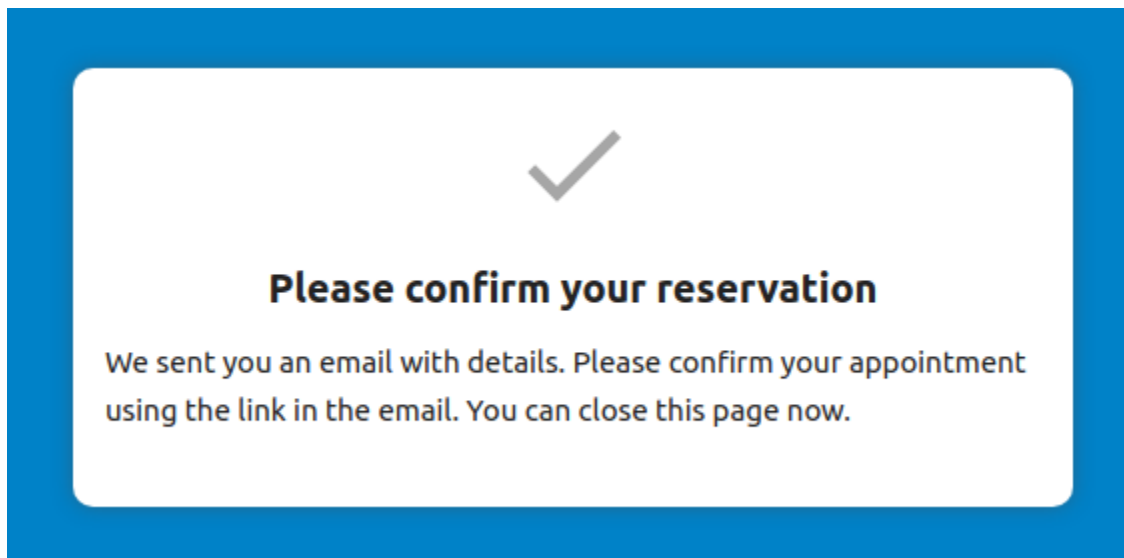 Please confirm your reservation
We sent you an email with details. Please confirm your appointment
using the link in the email. You can close this page now.